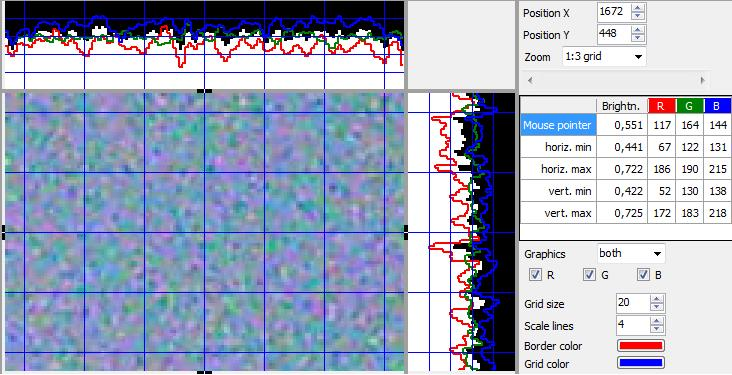 Position X 1672
Position Y 448
Zoom 1:3 grid
Brightn. R G B
Mouse pointer 0,551 117 164 144
horiz. min 0,441 67 122 131
horiz. max 0,722 186 190 215
vert. min 0,422 52 130 138
vert. max 0,725 172 183 218
Graphics both
R G B
Grid size 20
Scale lines 4
Border color
Grid color